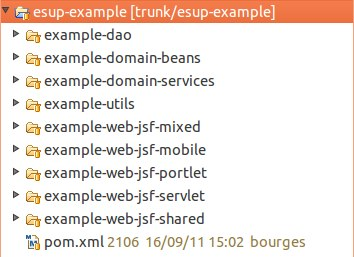 esup-example [trunk/esup-example]
example-dao
example-domain-beans
example-domain-services
example-utils
example-web-jsf-mixed
example-web-jsf-mobile
example-web-jsf-portlet
example-web-jsf-servlet
example-web-jsf-shared
pom.xml 2106 16/09/11 15:02 bourges